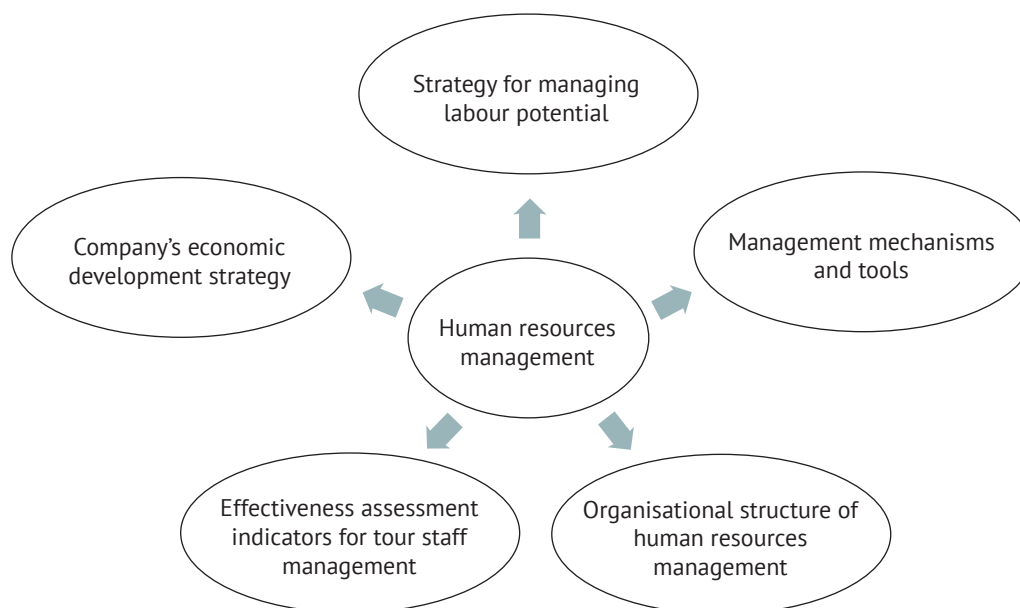 Strategy for managing
labour potential
Company's economic
development strategy
Management mechanisms
and tools
Human resources
management
Effectiveness assessment
indicators for tour staff
management
Organisational structure of
human resources
management